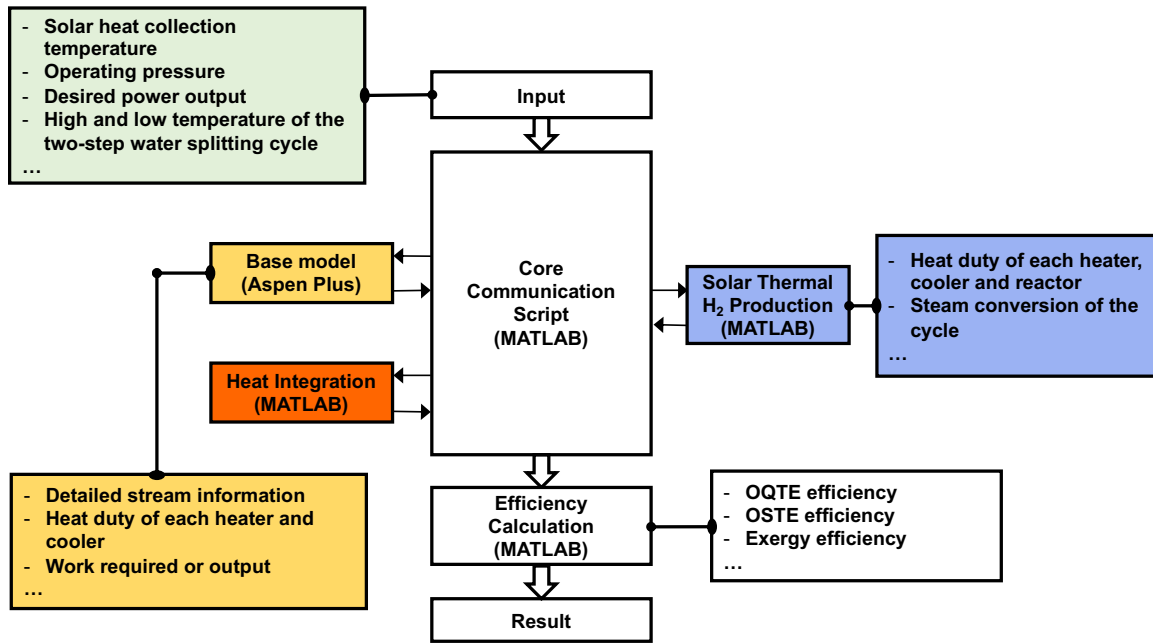 - Solar heat collection
temperature
- Operating pressure
- Desired power output
- High and low temperature of the
two-step water splitting cycle
...
Input
Base model
(Aspen Plus)
Core
Communication
Script
(MATLAB)
Solar Thermal
H₂ Production
(MATLAB)
- Heat duty of each heater,
cooler and reactor
- Steam conversion of the
cycle
...
Heat Integration
(MATLAB)
- Detailed stream information
- Heat duty of each heater and
cooler
- Work required or output
...
Efficiency
Calculation
(MATLAB)
- OQTE efficiency
- OSTE efficiency
- Exergy efficiency
...
Result